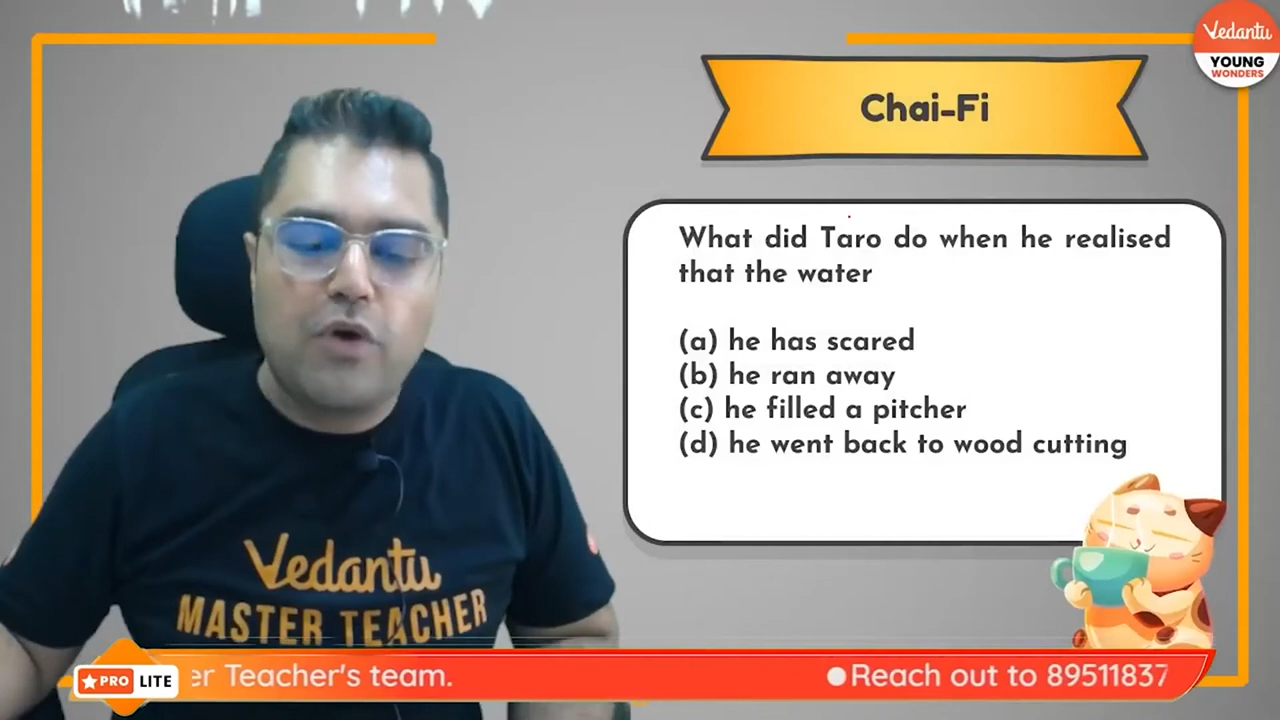 Vedantu
YOUNG
WONDERS
Chai-Fi
What did Taro do when he realised
that the water
(a) he has scared
(b) he ran away
(c) he filled a pitcher
(d) he went back to wood cutting
Vedantu
MASTER TEACHER
PRO LITE
er Teacher's team. Reach out to 89511837